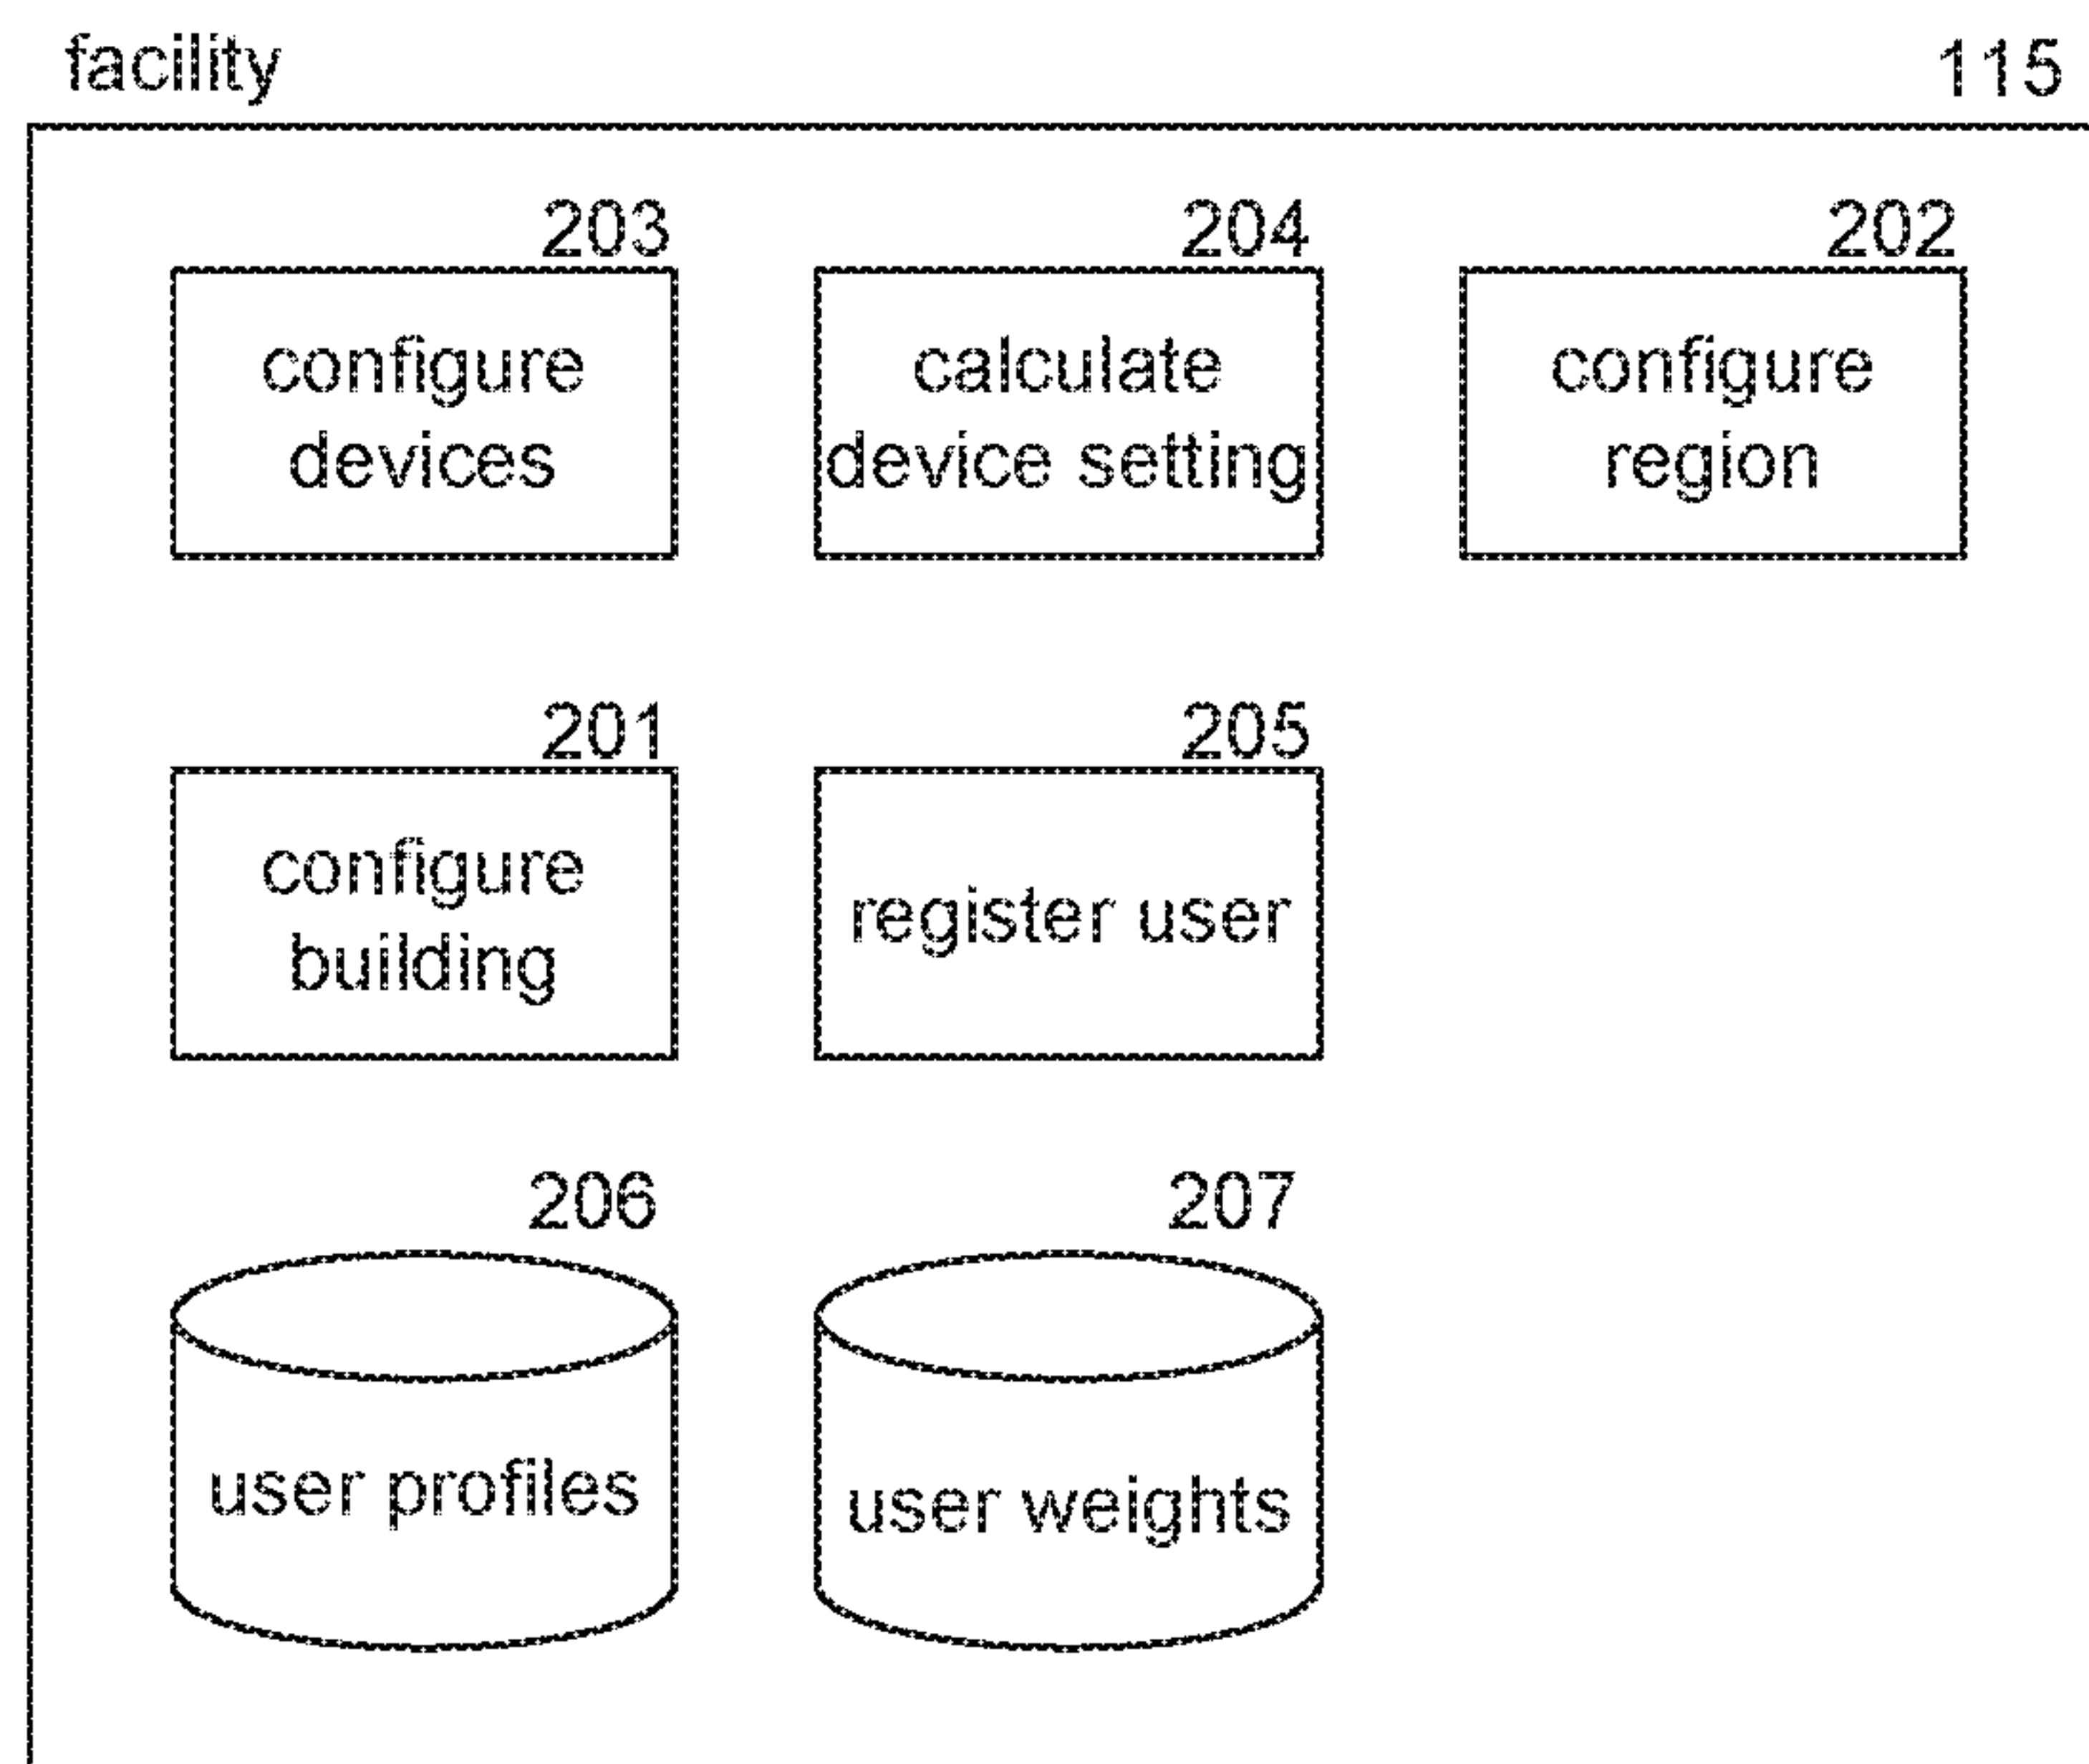 facility 115
203 204 202
configure calculate configure
devices device setting region
201 205
configure
building
register user
206 207
user profiles
user weights